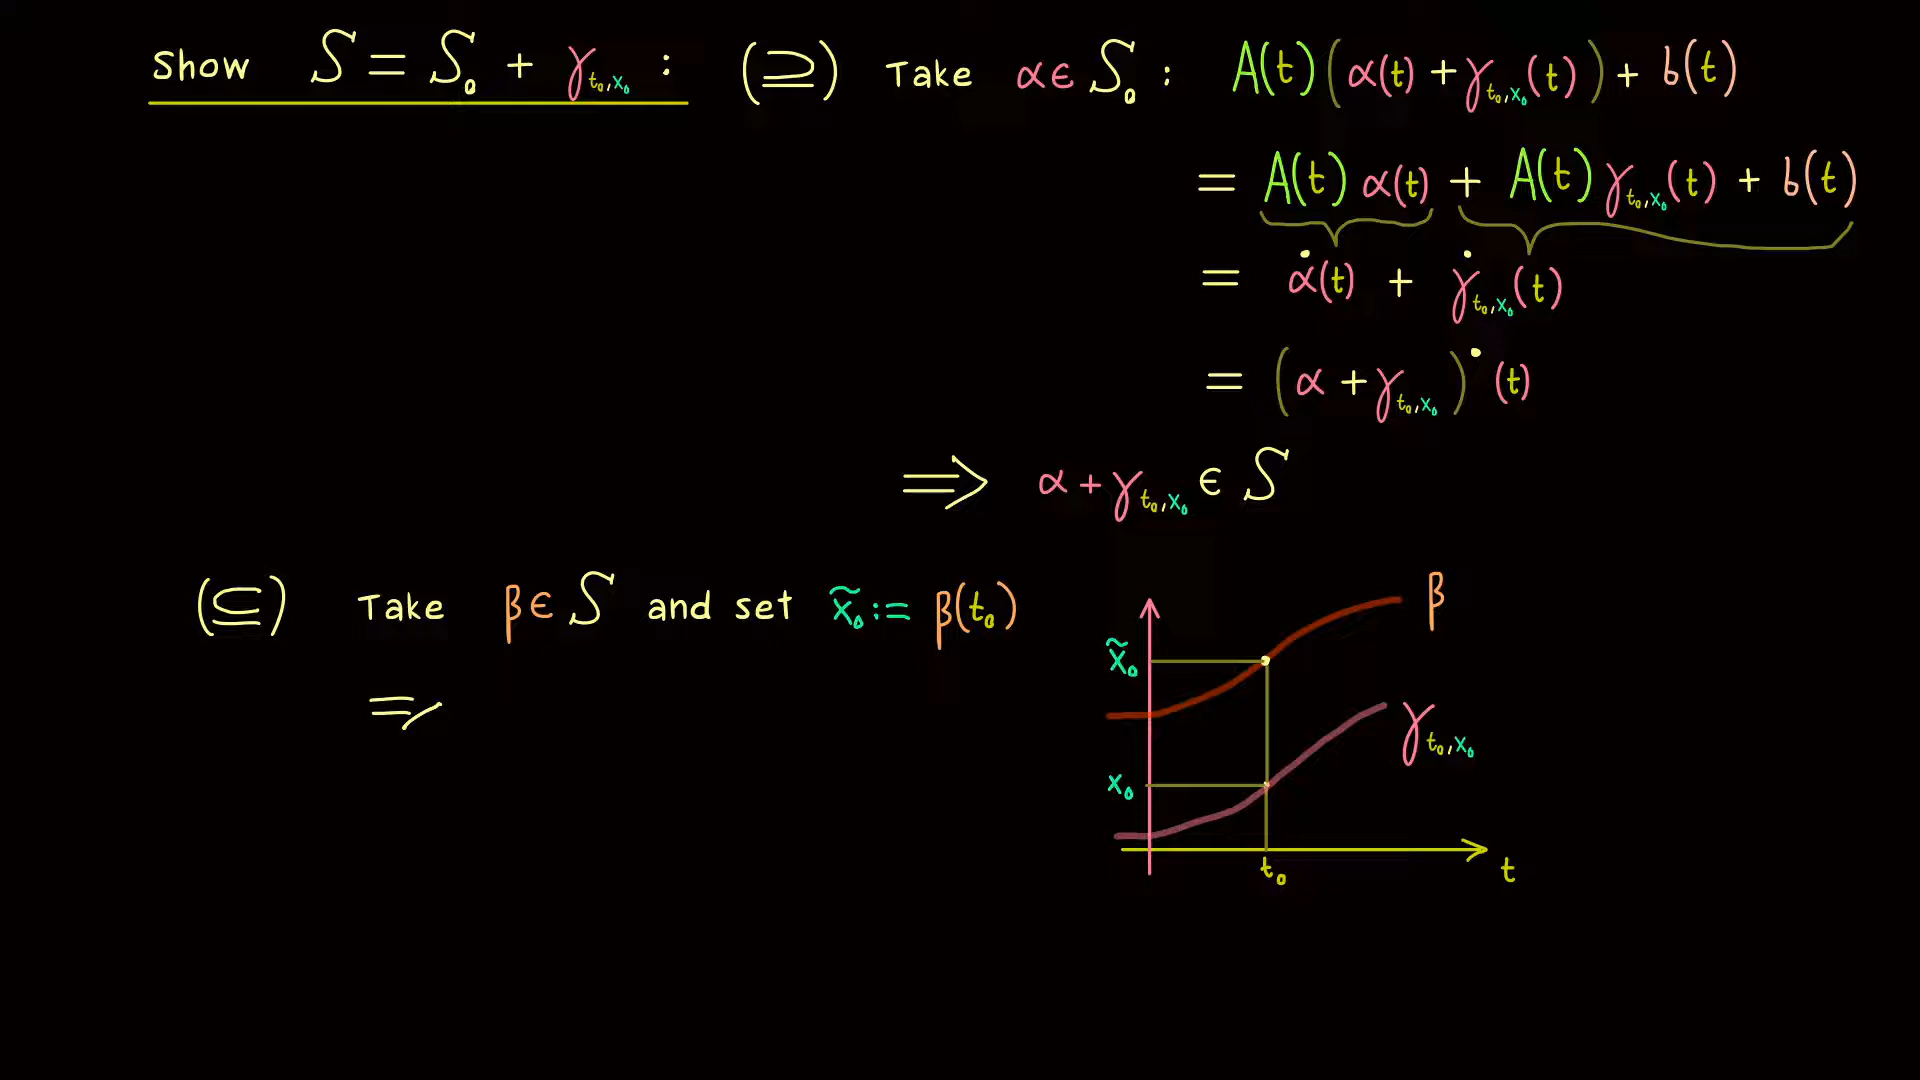 Show S = S₀ + γ_{t₀,x₀} : (⊇) Take α ∈ S₀ : A(t)(α(t) + γ_{t₀,x₀}(t)) + b(t)
= A(t) α(t) + A(t) γ_{t₀,x₀}(t) + b(t)
= α̇(t) + γ̇_{t₀,x₀}(t)
= (α + γ_{t₀,x₀})˙(t)
⟹ α + γ_{t₀,x₀} ∈ S
(⊆) Take β ∈ S and set x̃₀ := β(t₀)
β
x̃₀
γ_{t₀,x₀}
x₀
t₀
t